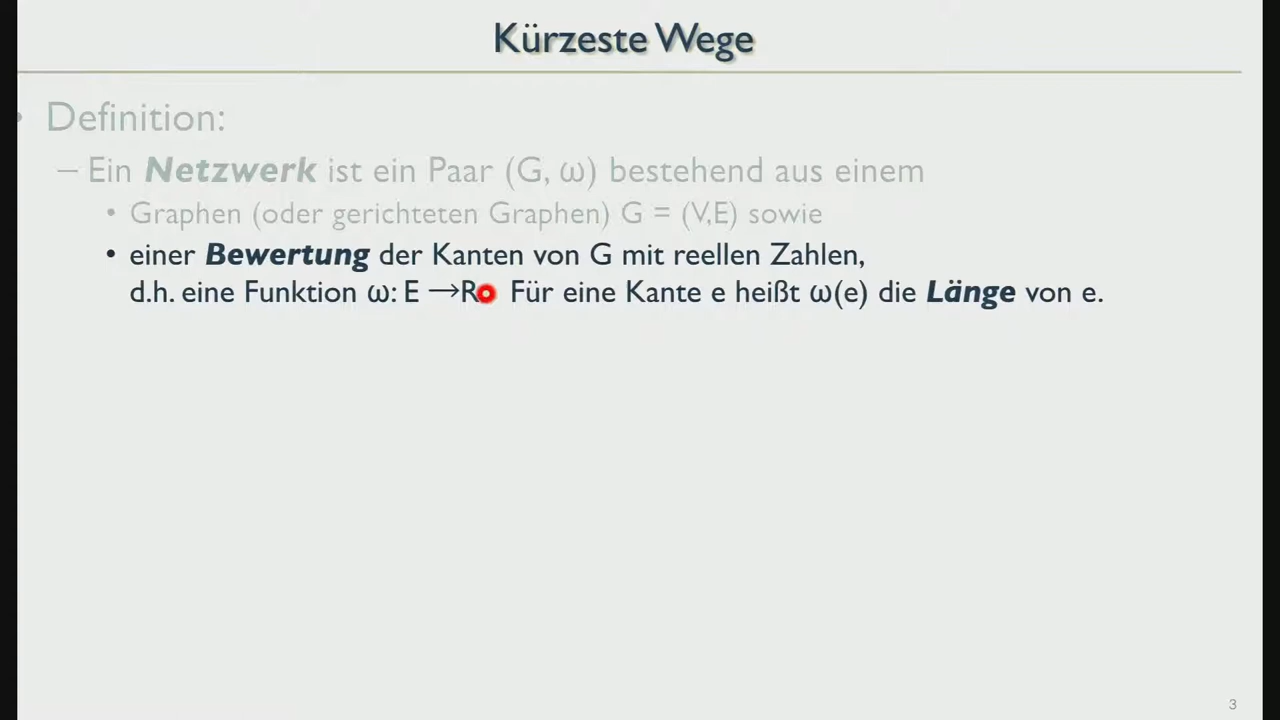 Kürzeste Wege
• Definition:
– Ein Netzwerk ist ein Paar (G, ω) bestehend aus einem
• Graphen (oder gerichteten Graphen) G = (V,E) sowie
• einer Bewertung der Kanten von G mit reellen Zahlen,
d.h. eine Funktion ω: E →R Für eine Kante e heißt ω(e) die Länge von e.
3